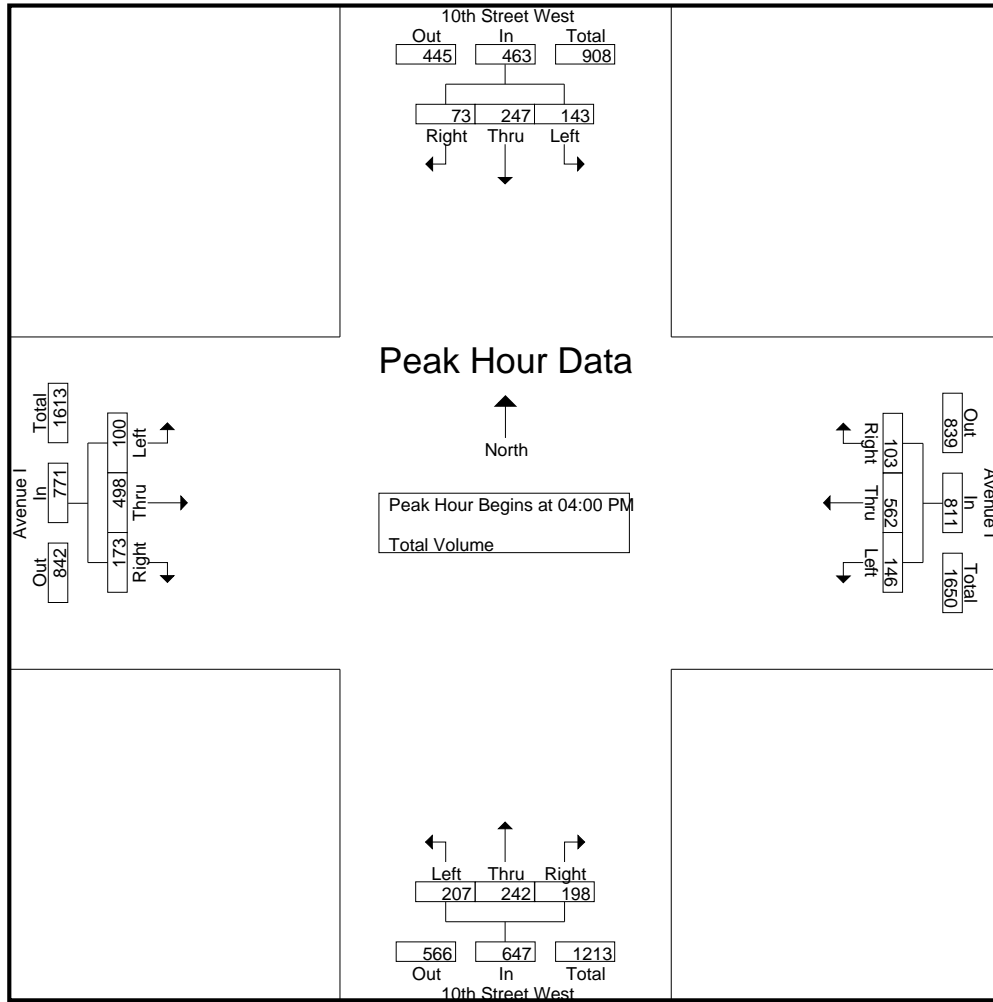 10th Street West
Out In Total
445 463 908
73 247 143
Right Thru Left
Peak Hour Data
North
Peak Hour Begins at 04:00 PM
Total Volume
Avenue I
Total In Out
1613 771 842
100 498 173
Left Thru Right
Right Thru Left
103 562 146
839 811 1650
Out In Total
Avenue I
Left Thru Right
207 242 198
566 647 1213
Out In Total
10th Street West